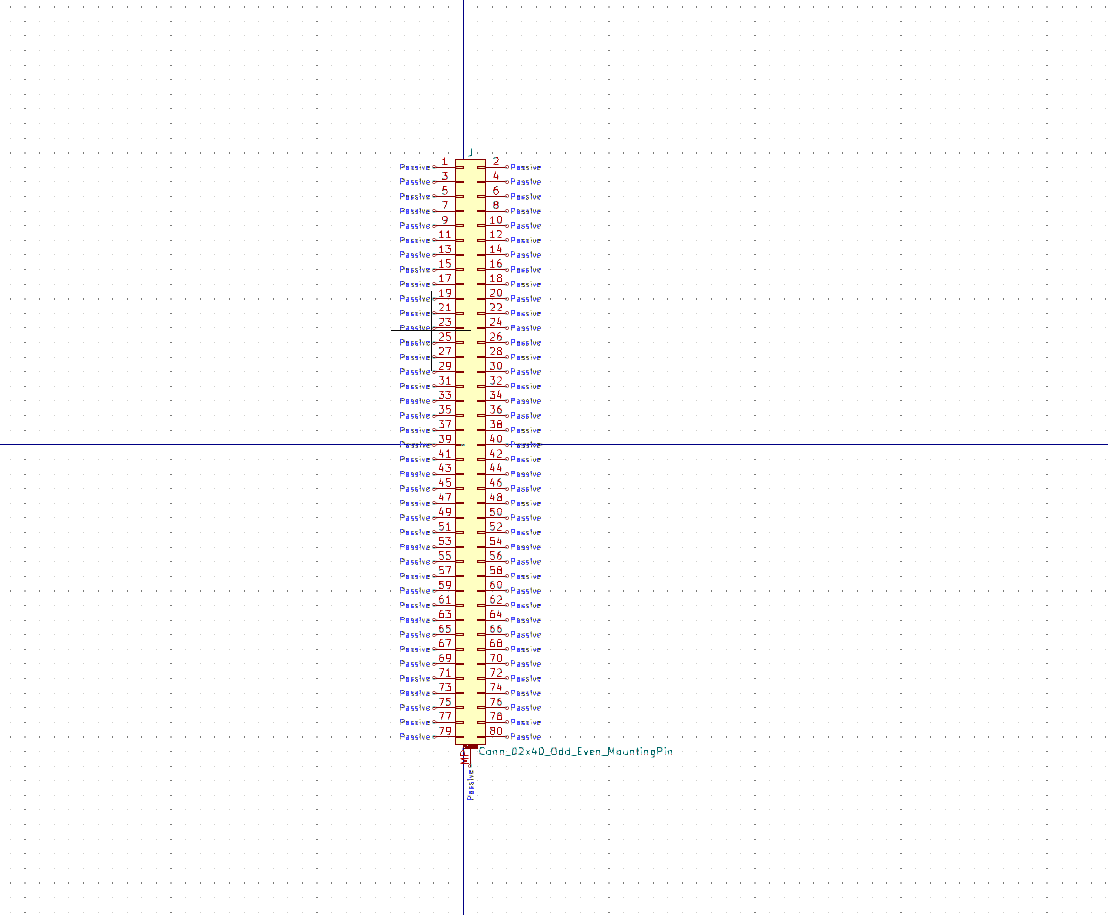 J
Passive 1 2 Passive
Passive 3 4 Passive
Passive 5 6 Passive
Passive 7 8 Passive
Passive 9 10 Passive
Passive 11 12 Passive
Passive 13 14 Passive
Passive 15 16 Passive
Passive 17 18 Passive
Passive 19 20 Passive
Passive 21 22 Passive
Passive 23 24 Passive
Passive 25 26 Passive
Passive 27 28 Passive
Passive 29 30 Passive
Passive 31 32 Passive
Passive 33 34 Passive
Passive 35 36 Passive
Passive 37 38 Passive
Passive 39 40 Passive
Passive 41 42 Passive
Passive 43 44 Passive
Passive 45 46 Passive
Passive 47 48 Passive
Passive 49 50 Passive
Passive 51 52 Passive
Passive 53 54 Passive
Passive 55 56 Passive
Passive 57 58 Passive
Passive 59 60 Passive
Passive 61 62 Passive
Passive 63 64 Passive
Passive 65 66 Passive
Passive 67 68 Passive
Passive 69 70 Passive
Passive 71 72 Passive
Passive 73 74 Passive
Passive 75 76 Passive
Passive 77 78 Passive
Passive 79 80 Passive
Conn_02x40_Odd_Even_MountingPin
MP
Passive